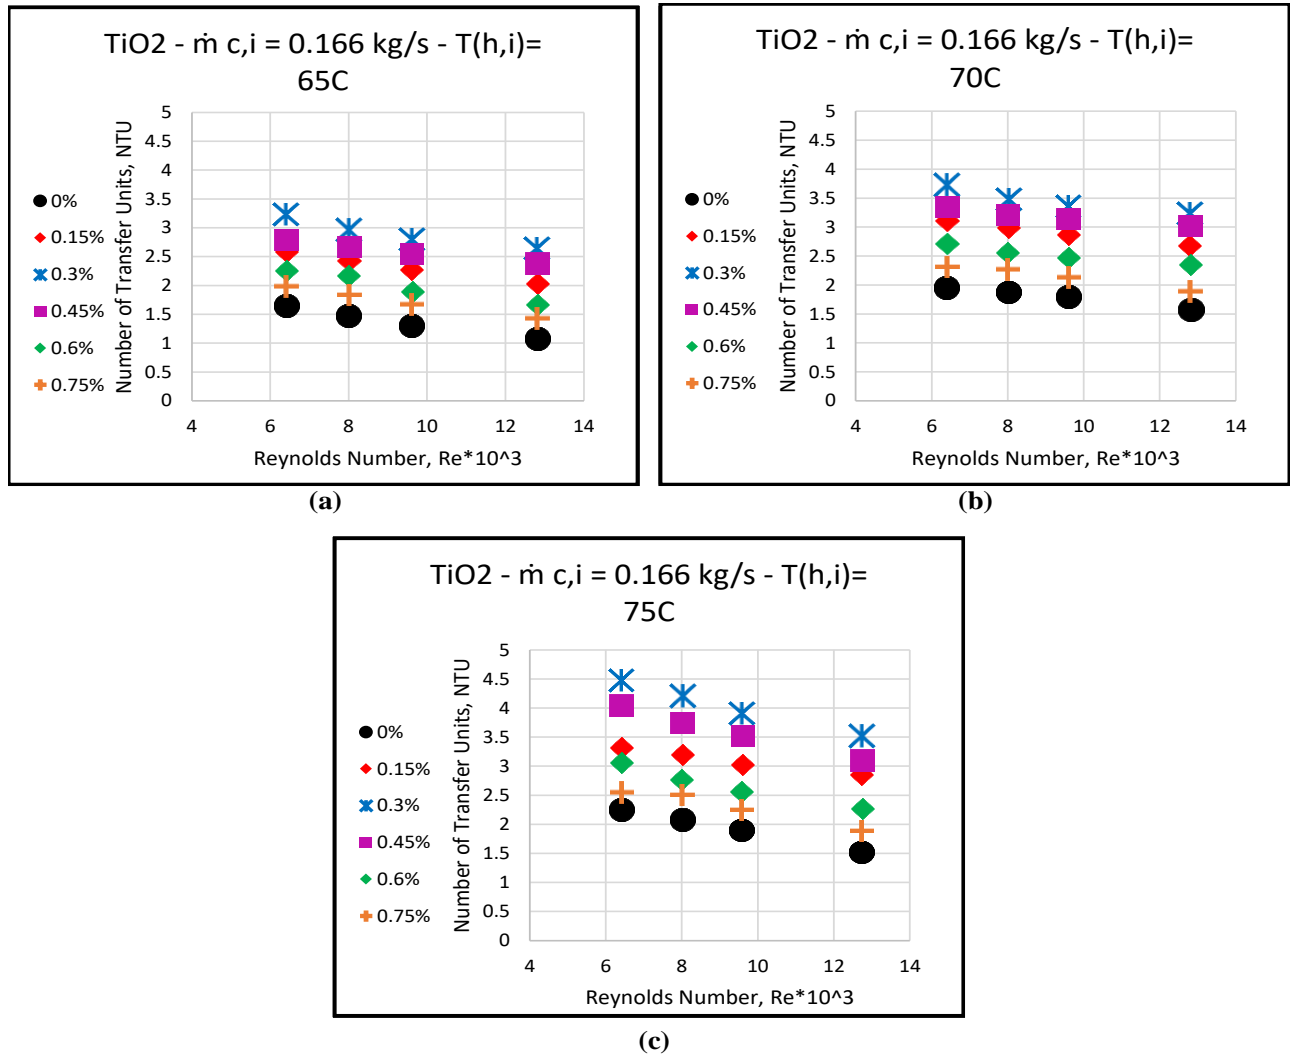 TiO2 - ṁ c,i = 0.166 kg/s - T(h,i)=
65C
Number of Transfer Units, NTU
5
4.5
4
3.5
3
2.5
2
1.5
1
0.5
0
4 6 8 10 12 14
Reynolds Number, Re*10^3
0%
0.15%
0.3%
0.45%
0.6%
0.75%
(a)
TiO2 - ṁ c,i = 0.166 kg/s - T(h,i)=
70C
Number of Transfer Units, NTU
5
4.5
4
3.5
3
2.5
2
1.5
1
0.5
0
4 6 8 10 12 14
Reynolds Number, Re*10^3
0%
0.15%
0.3%
0.45%
0.6%
0.75%
(b)
TiO2 - ṁ c,i = 0.166 kg/s - T(h,i)=
75C
Number of Transfer Units, NTU
5
4.5
4
3.5
3
2.5
2
1.5
1
0.5
0
4 6 8 10 12 14
Reynolds Number, Re*10^3
0%
0.15%
0.3%
0.45%
0.6%
0.75%
(c)